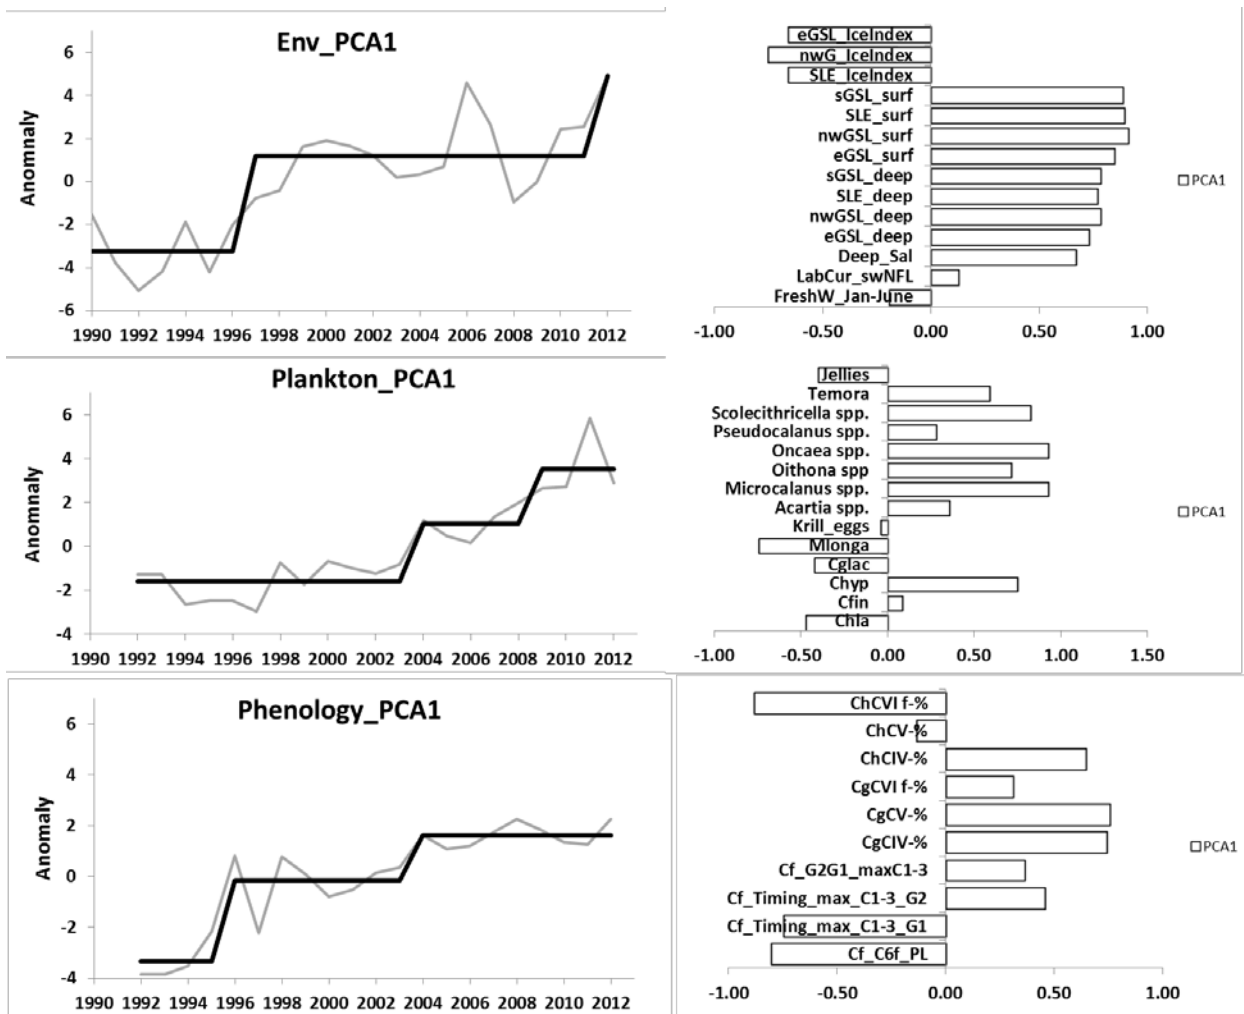 Env_PCA1
Anomnaly
6
4
2
0
-2
-4
-6
1990 1992 1994 1996 1998 2000 2002 2004 2006 2008 2010 2012
eGSL_IceIndex
nwG_IceIndex
SLE_IceIndex
sGSL_surf
SLE_surf
nwGSL_surf
eGSL_surf
sGSL_deep
SLE_deep
nwGSL_deep
eGSL_deep
Deep_Sal
LabCur_swNFL
FreshW_Jan-June
-1.00 -0.50 0.00 0.50 1.00
PCA1
Plankton_PCA1
Anomnaly
6
4
2
0
-2
-4
1990 1992 1994 1996 1998 2000 2002 2004 2006 2008 2010 2012
Jellies
Temora
Scolecithricella spp.
Pseudocalanus spp.
Oncaea spp.
Oithona spp
Microcalanus spp.
Acartia spp.
Krill_eggs
Mlonga
Cglac
Chyp
Cfin
Chla
-1.00 -0.50 0.00 0.50 1.00 1.50
PCA1
Phenology_PCA1
Anomaly
6
4
2
0
-2
-4
1990 1992 1994 1996 1998 2000 2002 2004 2006 2008 2010 2012
ChCVI f-%
ChCV-%
ChCIV-%
CgCVI f-%
CgCV-%
CgCIV-%
Cf_G2G1_maxC1-3
Cf_Timing_max_C1-3_G2
Cf_Timing_max_C1-3_G1
Cf_C6f_PL
-1.00 -0.50 0.00 0.50 1.00
PCA1